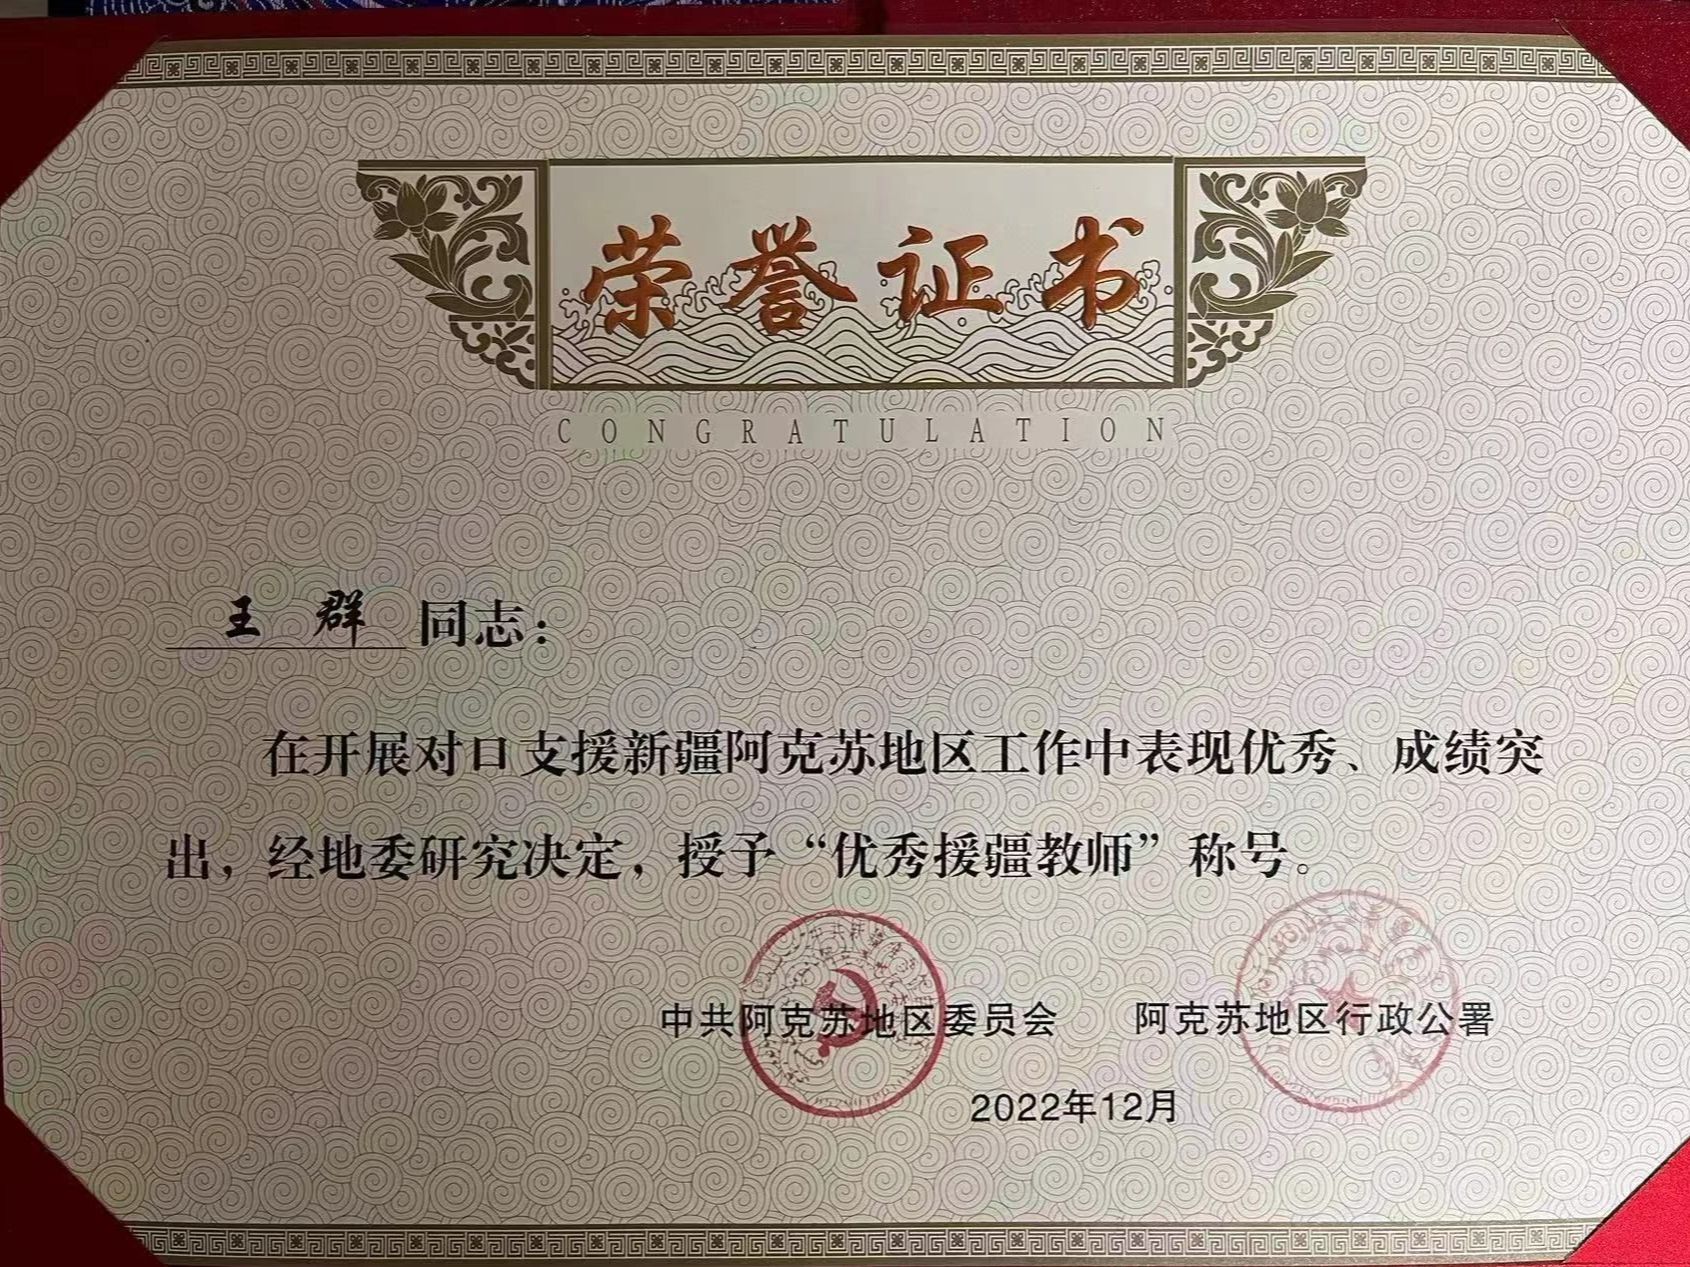 荣誉证书
CONGRATULATION
王 群 同志：
在开展对口支援新疆阿克苏地区工作中表现优秀、成绩突
出，经地委研究决定，授予“优秀援疆教师”称号。
中共阿克苏地区委员会 阿克苏地区行政公署
2022年12月